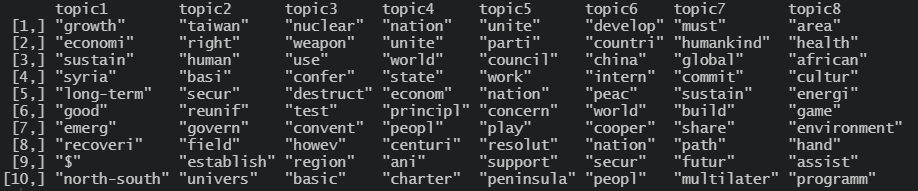 topic1 topic2 topic3 topic4 topic5 topic6 topic7 topic8
[1,] "growth" "taiwan" "nuclear" "nation" "unite" "develop" "must" "area"
[2,] "economi" "right" "weapon" "unite" "parti" "countri" "humankind" "health"
[3,] "sustain" "human" "use" "world" "council" "china" "global" "african"
[4,] "syria" "basi" "confer" "state" "work" "intern" "commit" "cultur"
[5,] "long-term" "secur" "destruct" "econom" "nation" "peac" "sustain" "energi"
[6,] "good" "reunif" "test" "principl" "concern" "world" "build" "game"
[7,] "emerg" "govern" "convent" "peopl" "play" "cooper" "share" "environment"
[8,] "recoveri" "field" "howev" "centuri" "resolut" "nation" "path" "hand"
[9,] "$" "establish" "region" "ani" "support" "secur" "futur" "assist"
[10,] "north-south" "univers" "basic" "charter" "peninsula" "peopl" "multilater" "programm"